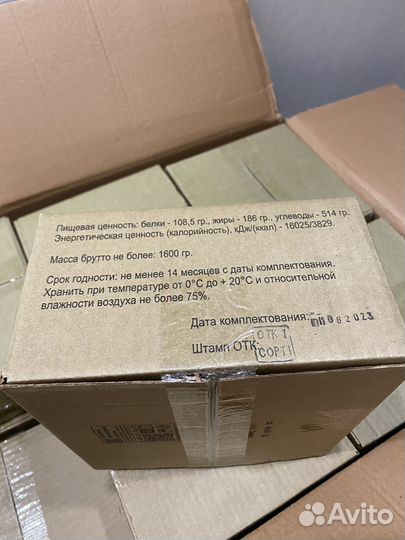 Пищевая ценность: белки - 108,5 гр., жиры - 186 гр., углеводы - 514 гр.
Энергетическая ценность (калорийность), кДж/(ккал) - 16025/3829.
Масса брутто не более: 1600 гр.
Срок годности: не менее 14 месяцев с даты комплектования.
Хранить при температуре от 0°С до + 20°С и относительной
влажности воздуха не более 75%.
Дата комплектования:
Штамп ОТК:
ОТК 1
СОРТ1
Avito